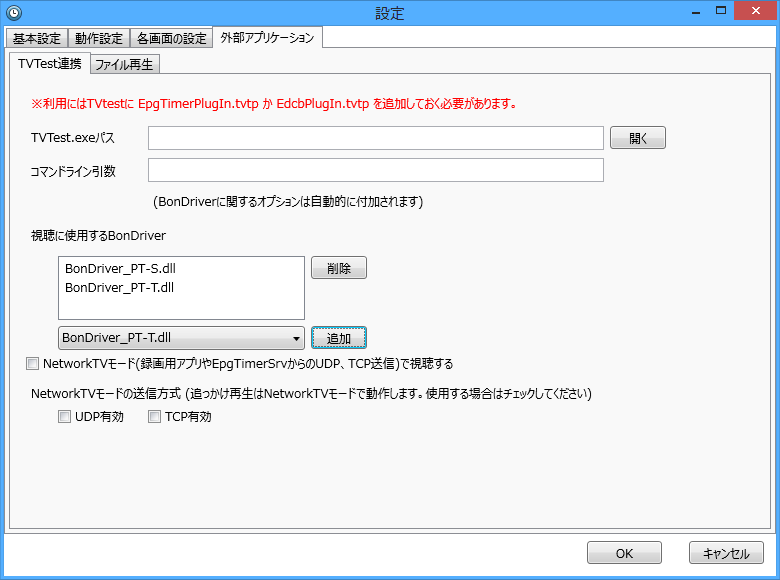 設定
基本設定 動作設定 各画面の設定 外部アプリケーション
TVTest連携 ファイル再生
※利用にはTVtestに EpgTimerPlugIn.tvtp か EdcbPlugIn.tvtp を追加しておく必要があります。
TVTest.exeパス 開く
コマンドライン引数
(BonDriverに関するオプションは自動的に付加されます)
視聴に使用するBonDriver
BonDriver_PT-S.dll 削除
BonDriver_PT-T.dll
BonDriver_PT-T.dll 追加
NetworkTVモード(録画用アプリやEpgTimerSrvからのUDP、TCP送信)で視聴する
NetworkTVモードの送信方式 (追っかけ再生はNetworkTVモードで動作します。使用する場合はチェックしてください)
UDP有効 TCP有効
OK キャンセル